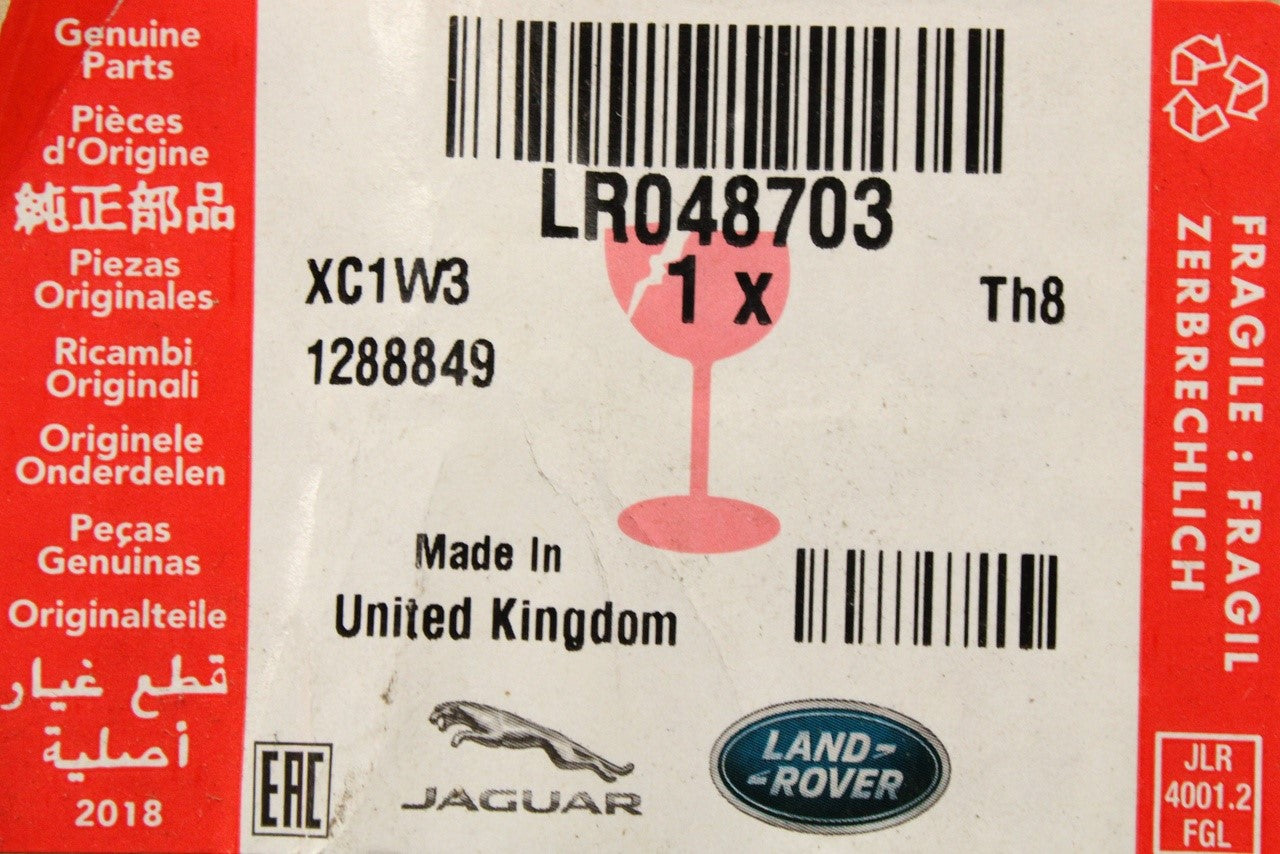 Genuine
Parts
Pièces
d'Origine
純正部品
Piezas
Originales
Ricambi
Originali
Originele
Onderdelen
Peças
Genuinas
Originalteile
قطع غيار
أصلية
2018
LR048703
XC1W3
1 x
Th8
1288849
Made In
United Kingdom
EAC
JAGUAR
LAND-
-ROVER
FRAGILE : FRAGIL
ZERBRECHLICH
JLR
4001.2
FGL